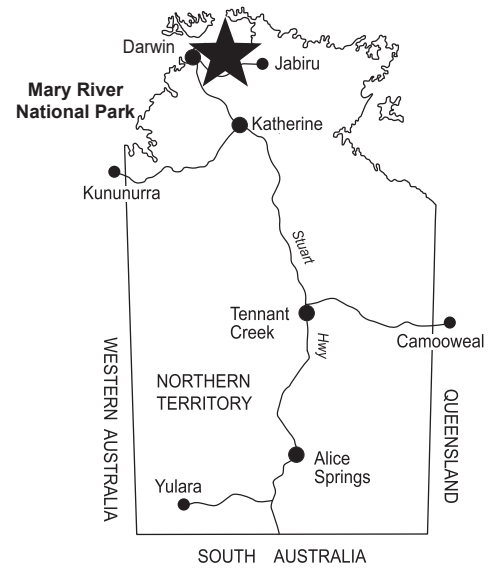 Darwin
Jabiru
Mary River
National Park
Katherine
Kununurra
Stuart
Tennant
Creek
Hwy
Camooweal
WESTERN AUSTRALIA
NORTHERN
TERRITORY
QUEENSLAND
Alice
Springs
Yulara
SOUTH AUSTRALIA